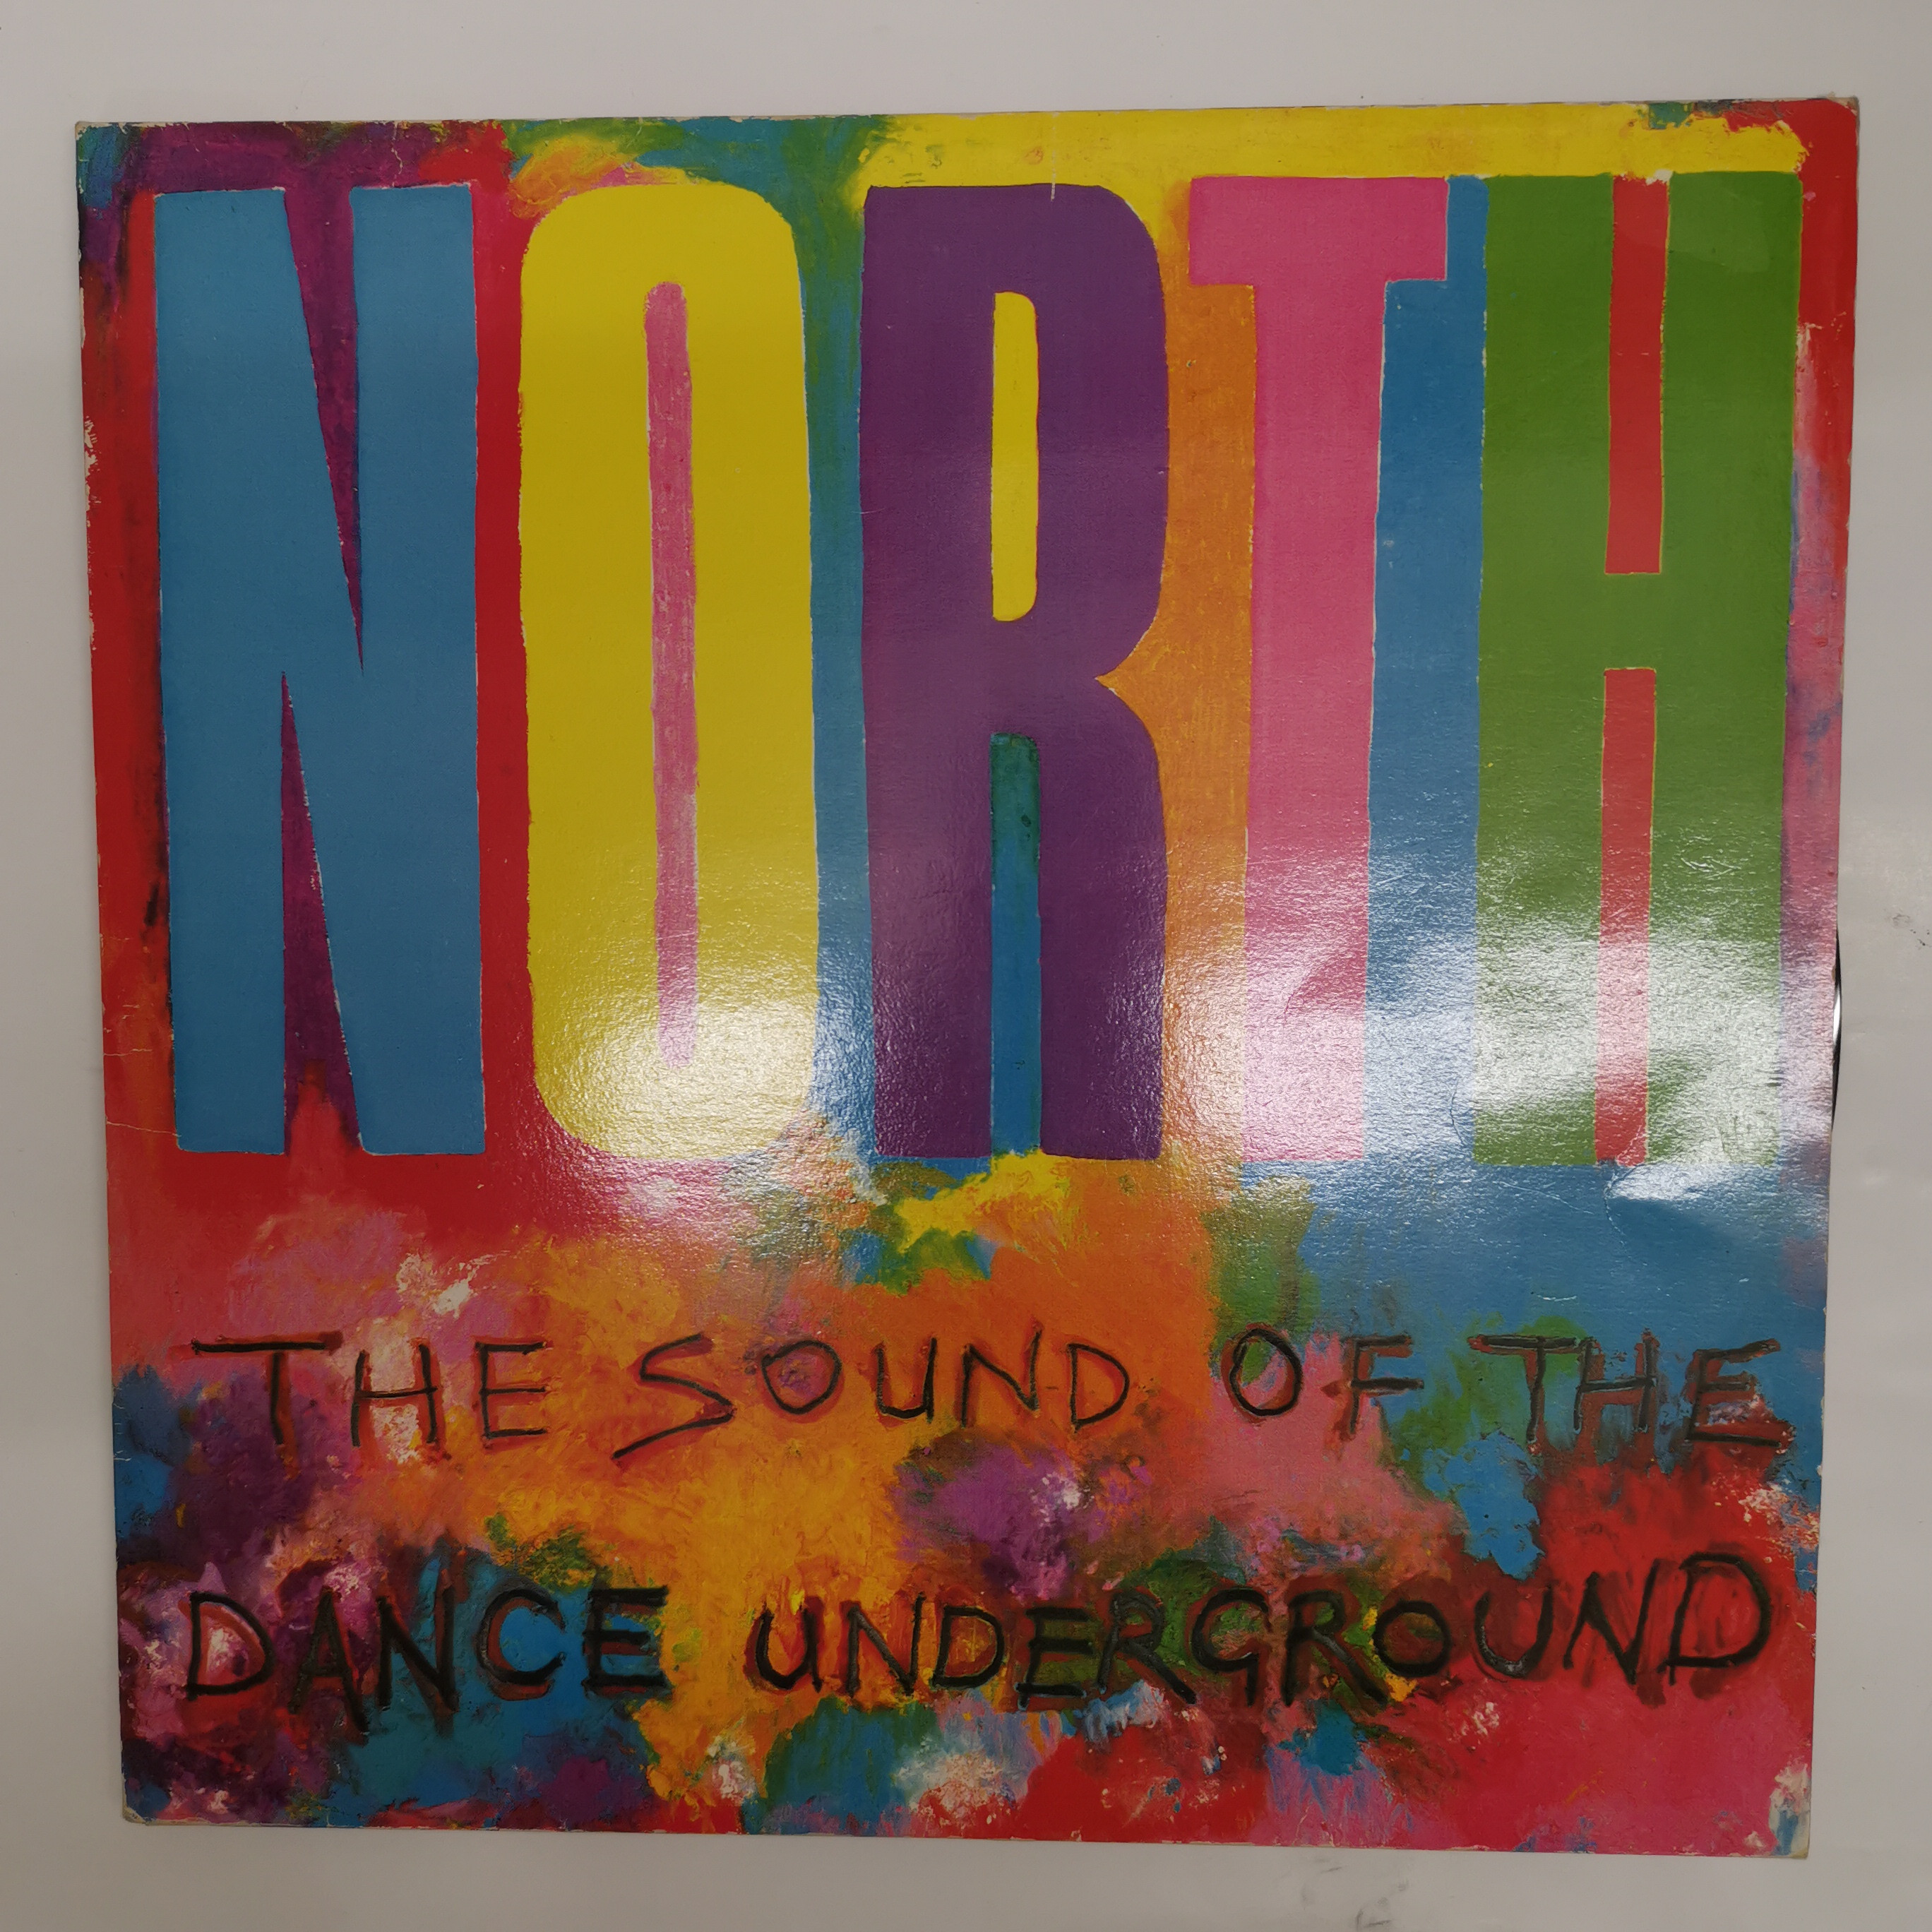 NORTH
THE SOUND OF THE
DANCE UNDERGROUND